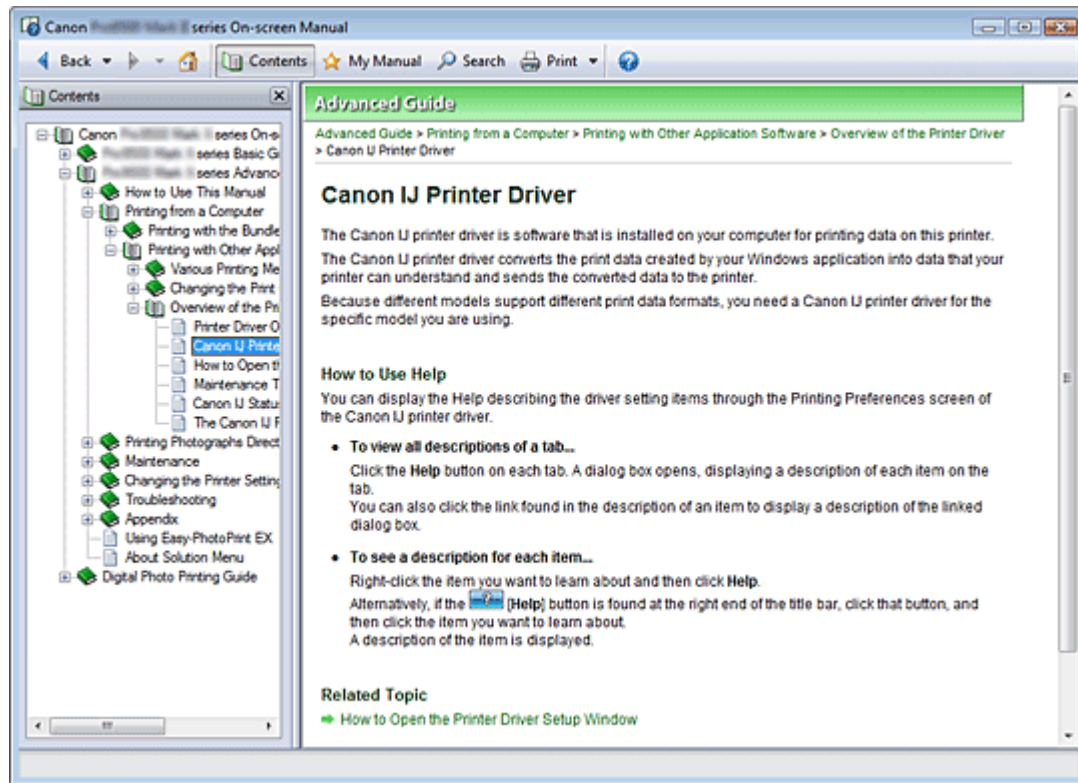 Canon series On-screen Manual
Back
Contents
My Manual
Search
Print
Contents
Canon series On-s
series Basic G
series Advanc
How to Use This Manual
Printing from a Computer
Printing with the Bundle
Printing with Other Appl
Various Printing Me
Changing the Print
Overview of the Pri
Printer Driver O
Canon IJ Printe
How to Open th
Maintenance T
Canon IJ Statu
The Canon IJ F
Printing Photographs Direct
Maintenance
Changing the Printer Setting
Troubleshooting
Appendix
Using Easy-PhotoPrint EX
About Solution Menu
Digital Photo Printing Guide
Advanced Guide
Advanced Guide > Printing from a Computer > Printing with Other Application Software > Overview of the Printer Driver
> Canon IJ Printer Driver
Canon IJ Printer Driver
The Canon IJ printer driver is software that is installed on your computer for printing data on this printer.
The Canon IJ printer driver converts the print data created by your Windows application into data that your
printer can understand and sends the converted data to the printer.
Because different models support different print data formats, you need a Canon IJ printer driver for the
specific model you are using.
How to Use Help
You can display the Help describing the driver setting items through the Printing Preferences screen of
the Canon IJ printer driver.
• To view all descriptions of a tab...
Click the Help button on each tab. A dialog box opens, displaying a description of each item on the
tab.
You can also click the link found in the description of an item to display a description of the linked
dialog box.
• To see a description for each item...
Right-click the item you want to learn about and then click Help.
Alternatively, if the [Help] button is found at the right end of the title bar, click that button, and
then click the item you want to learn about.
A description of the item is displayed.
Related Topic
How to Open the Printer Driver Setup Window